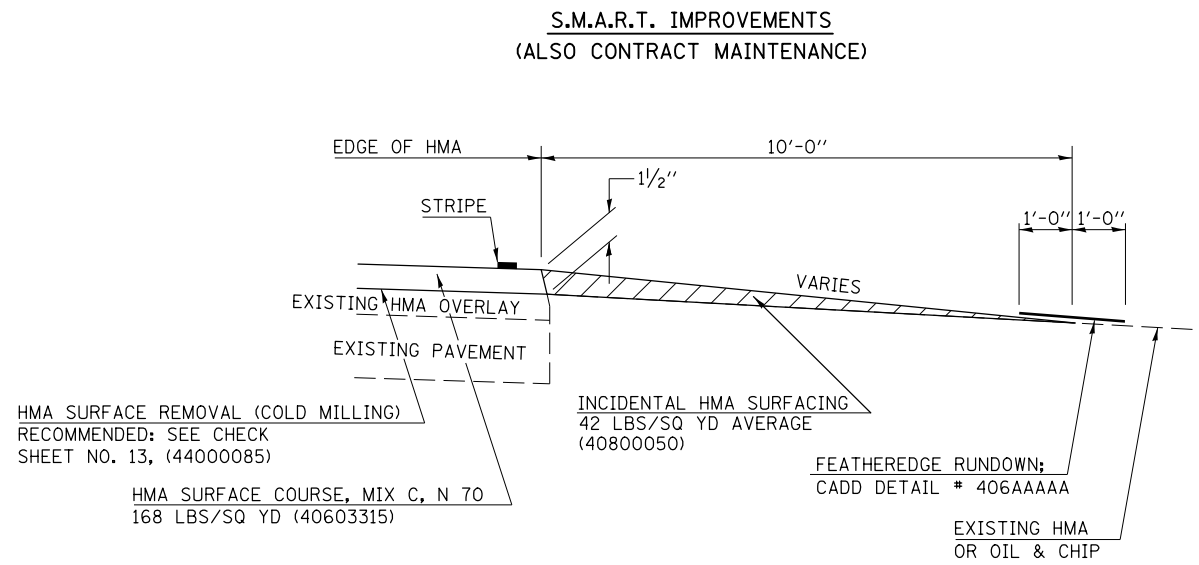 S.M.A.R.T. IMPROVEMENTS
(ALSO CONTRACT MAINTENANCE)
EDGE OF HMA
10'-0"
1½"
STRIPE
1'-0" 1'-0"
VARIES
EXISTING HMA OVERLAY
EXISTING PAVEMENT
HMA SURFACE REMOVAL (COLD MILLING)
RECOMMENDED: SEE CHECK
SHEET NO. 13, (44000085)
INCIDENTAL HMA SURFACING
42 LBS/SQ YD AVERAGE
(40800050)
FEATHEREDGE RUNDOWN;
CADD DETAIL # 406AAAAA
HMA SURFACE COURSE, MIX C, N 70
168 LBS/SQ YD (40603315)
EXISTING HMA
OR OIL & CHIP